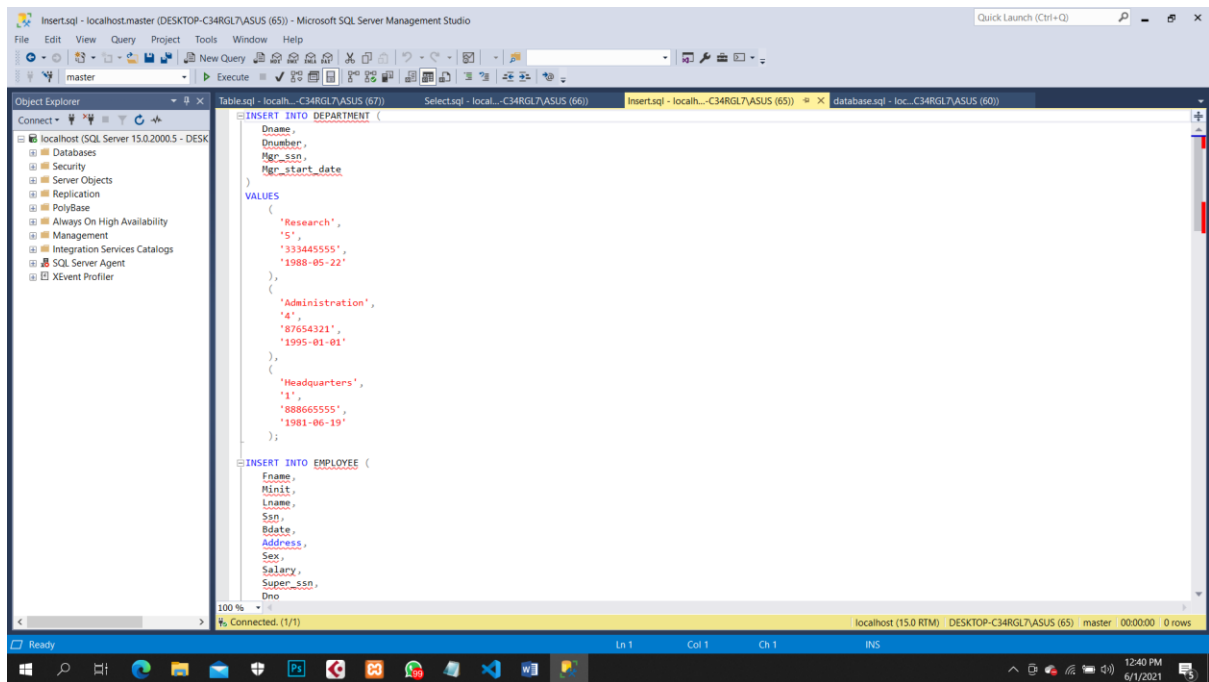 Insert.sql - localhost.master (DESKTOP-C34RGL7\ASUS (65)) - Microsoft SQL Server Management Studio
Quick Launch (Ctrl+Q)
File Edit View Query Project Tools Window Help
New Query
master
Execute
Object Explorer
Table.sql - localh...-C34RGL7\ASUS (67))
Select.sql - local...-C34RGL7\ASUS (66))
Insert.sql - localh...-C34RGL7\ASUS (65))
database.sql - loc...C34RGL7\ASUS (60))
Connect
localhost (SQL Server 15.0.2000.5 - DESK
Databases
Security
Server Objects
Replication
PolyBase
Always On High Availability
Management
Integration Services Catalogs
SQL Server Agent
XEvent Profiler
INSERT INTO DEPARTMENT (
Dname,
Dnumber,
Mgr_ssn,
Mgr_start_date
)
VALUES
(
'Research',
'5',
'333445555',
'1988-05-22'
),
(
'Administration',
'4',
'87654321',
'1995-01-01'
),
(
'Headquarters',
'1',
'888665555',
'1981-06-19'
);
INSERT INTO EMPLOYEE (
Fname,
Minit,
Lname,
Ssn,
Bdate,
Address,
Sex,
Salary,
Super_ssn,
Dno
100 %
Connected. (1/1)
localhost (15.0 RTM) DESKTOP-C34RGL7\ASUS (65) master 00:00:00 0 rows
Ready
Ln 1 Col 1 Ch 1 INS
Ps
12:40 PM
6/1/2021